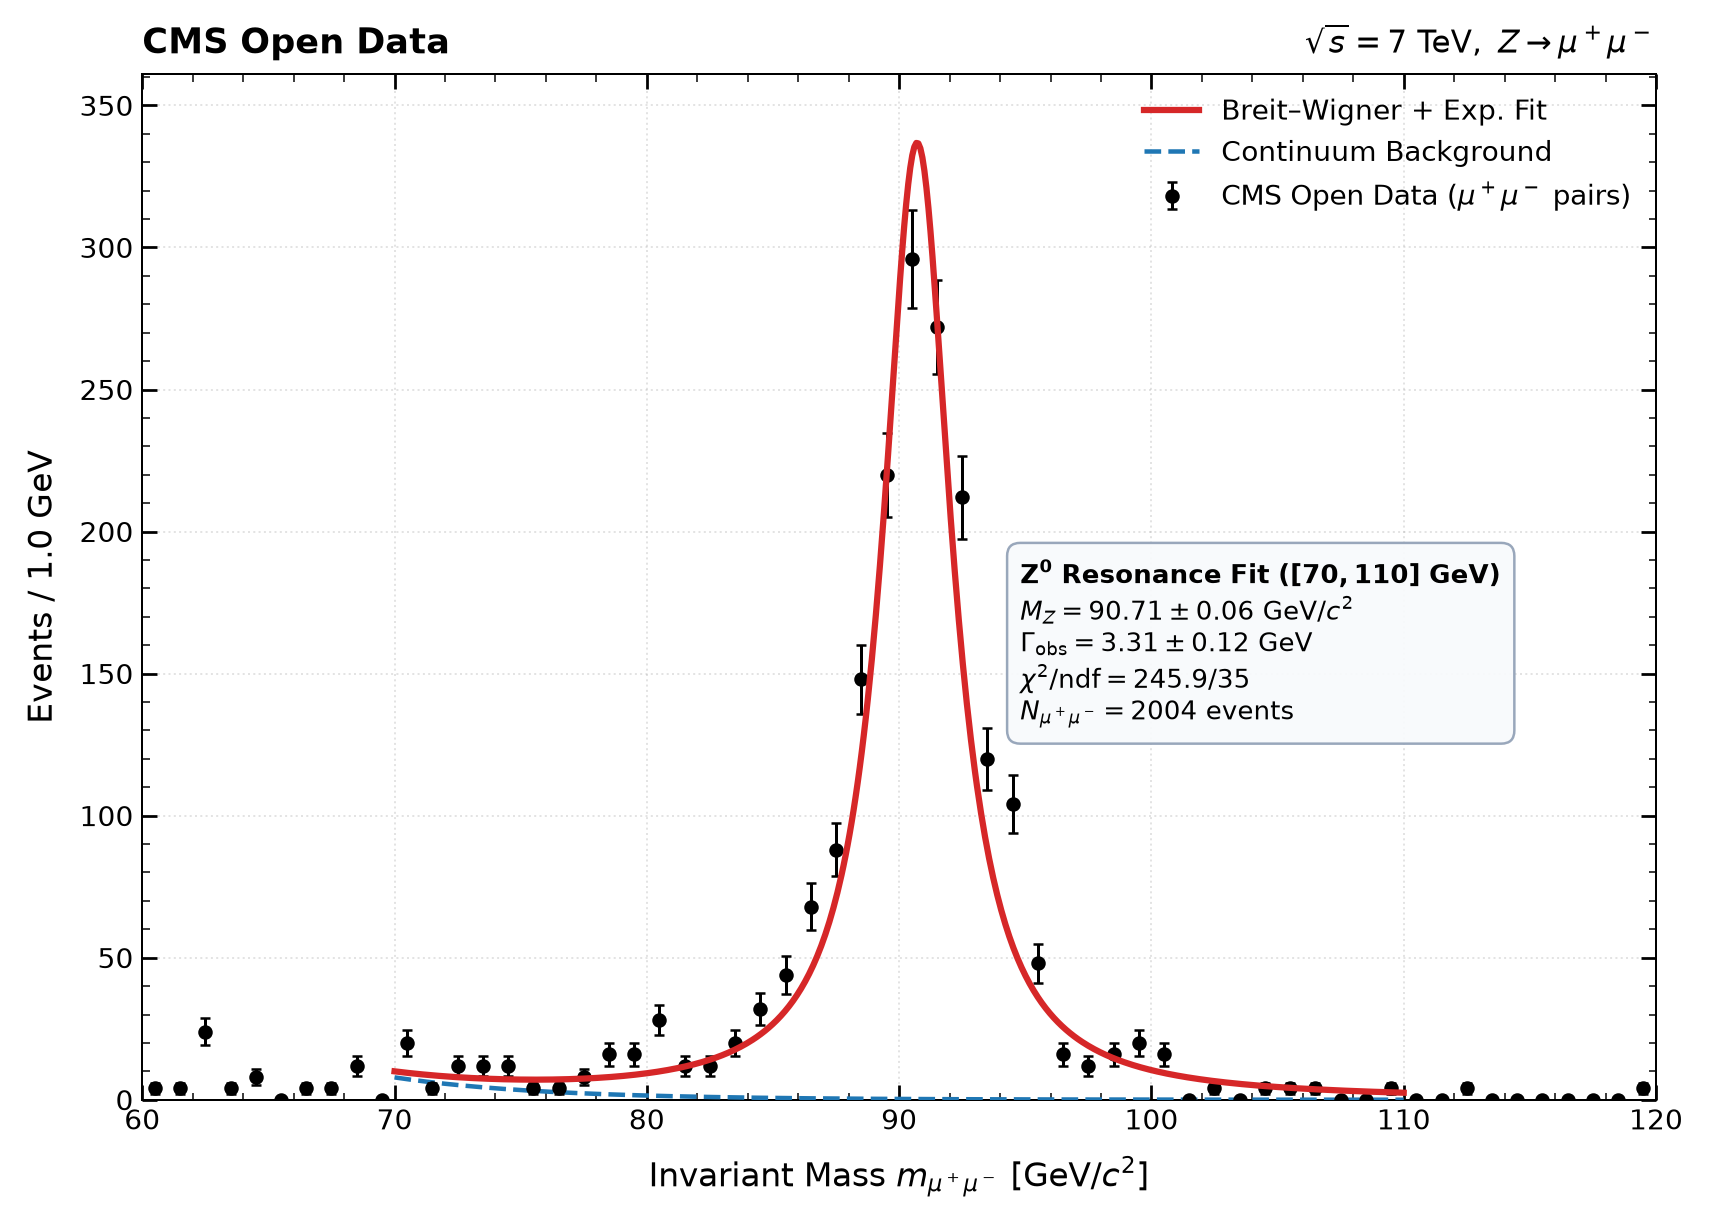 CMS Open Data
√s = 7 TeV, Z → μ⁺μ⁻
Breit–Wigner + Exp. Fit
Continuum Background
CMS Open Data (μ⁺μ⁻ pairs)
350
300
250
200
150
100
50
0
Events / 1.0 GeV
Z⁰ Resonance Fit ([70, 110] GeV)
M_Z = 90.71 ± 0.06 GeV/c²
Γ_obs = 3.31 ± 0.12 GeV
χ²/ndf = 245.9/35
N_μ⁺μ⁻ = 2004 events
60 70 80 90 100 110 120
Invariant Mass m_μ⁺μ⁻ [GeV/c²]